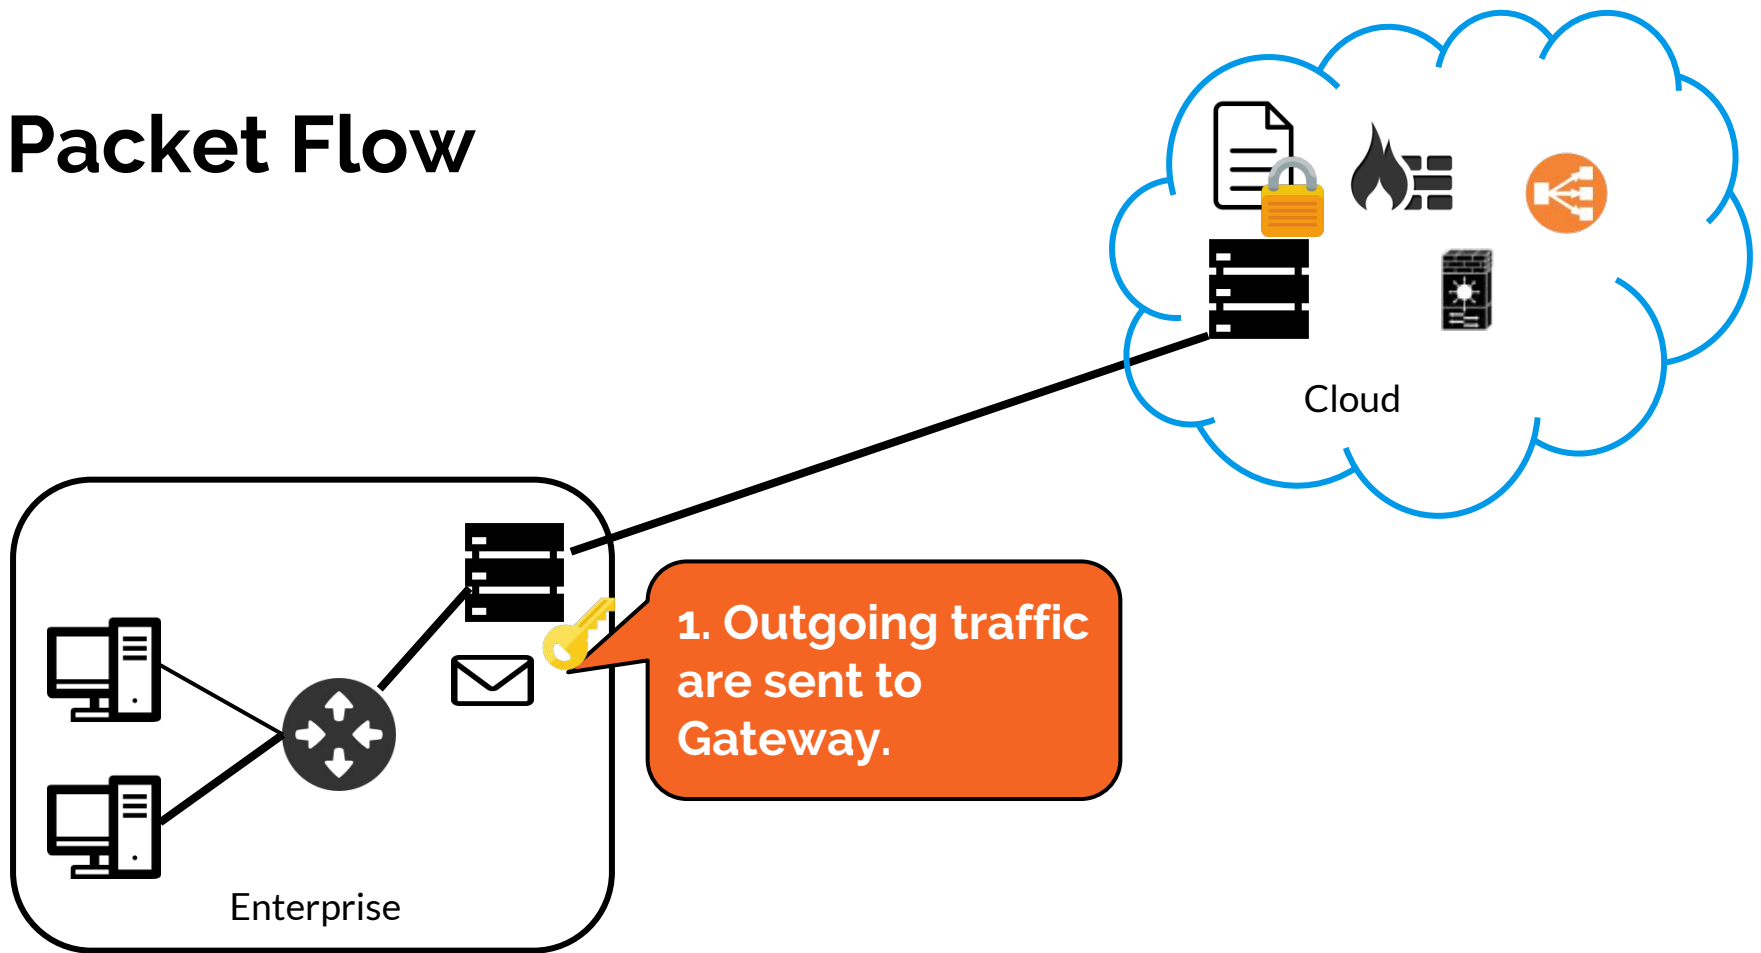 Packet Flow
Cloud
1. Outgoing traffic
are sent to
Gateway.
Enterprise